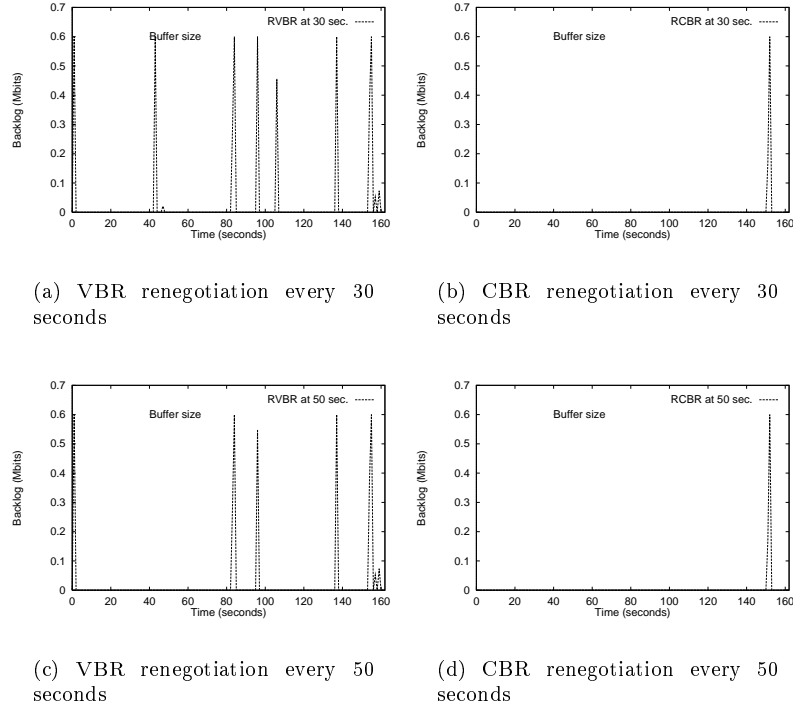 0.7
0.6
0.5
0.4
0.3
0.2
0.1
0
0 20 40 60 80 100 120 140 160
Backlog (Mbits)
Time (seconds)
RVBR at 30 sec.
Buffer size
(a) VBR renegotiation every 30
seconds
0.7
0.6
0.5
0.4
0.3
0.2
0.1
0
0 20 40 60 80 100 120 140 160
Backlog (Mbits)
Time (seconds)
RCBR at 30 sec.
Buffer size
(b) CBR renegotiation every 30
seconds
0.7
0.6
0.5
0.4
0.3
0.2
0.1
0
0 20 40 60 80 100 120 140 160
Backlog (Mbits)
Time (seconds)
RVBR at 50 sec.
Buffer size
(c) VBR renegotiation every 50
seconds
0.7
0.6
0.5
0.4
0.3
0.2
0.1
0
0 20 40 60 80 100 120 140 160
Backlog (Mbits)
Time (seconds)
RCBR at 50 sec.
Buffer size
(d) CBR renegotiation every 50
seconds